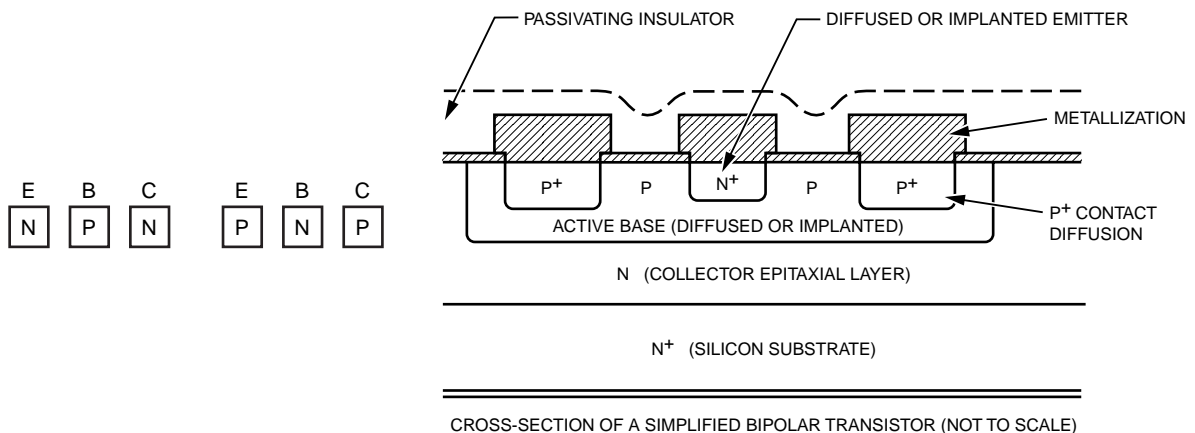 PASSIVATING INSULATOR
DIFFUSED OR IMPLANTED EMITTER
METALLIZATION
E B C
N P N
E B C
P N P
P+ P N+ P P+
P+ CONTACT
DIFFUSION
ACTIVE BASE (DIFFUSED OR IMPLANTED)
N (COLLECTOR EPITAXIAL LAYER)
N+ (SILICON SUBSTRATE)
CROSS-SECTION OF A SIMPLIFIED BIPOLAR TRANSISTOR (NOT TO SCALE)